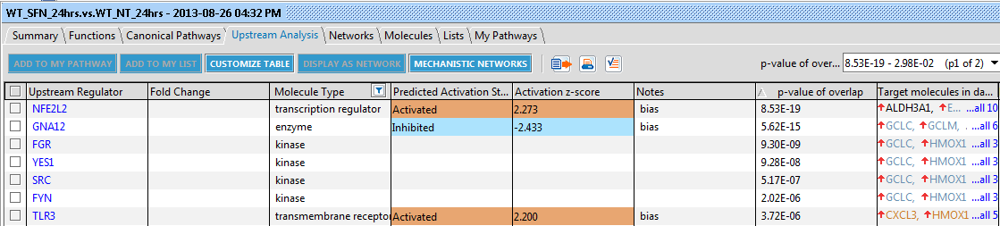 WT_SFN_24hrs.vs.WT_NT_24hrs - 2013-08-26 04:32 PM
Summary Functions Canonical Pathways Upstream Analysis Networks Molecules Lists My Pathways
ADD TO MY PATHWAY ADD TO MY LIST CUSTOMIZE TABLE DISPLAY AS NETWORK MECHANISTIC NETWORKS p-value of over... 8.53E-19 - 2.98E-02 (p1 of 2)
Upstream Regulator Fold Change Molecule Type Predicted Activation St... Activation z-score Notes p-value of overlap Target molecules in da...
NFE2L2 transcription regulator Activated 2.273 bias 8.53E-19 ALDH3A1, E... ...all 10
GNA12 enzyme Inhibited -2.433 bias 5.62E-15 GCLC, GCLM, ...all 6
FGR kinase 9.30E-09 GCLC, HMOX1 ...all 3
YES1 kinase 9.28E-08 GCLC, HMOX1 ...all 3
SRC kinase 5.17E-07 GCLC, HMOX1 ...all 3
FYN kinase 2.02E-06 GCLC, HMOX1 ...all 3
TLR3 transmembrane receptor Activated 2.200 bias 3.72E-06 CXCL3, HMOX1 ...all 5